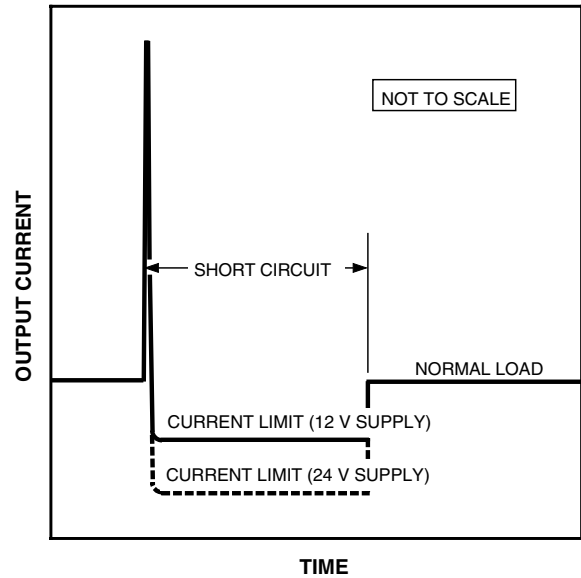 NOT TO SCALE
OUTPUT CURRENT
SHORT CIRCUIT
NORMAL LOAD
CURRENT LIMIT (12 V SUPPLY)
CURRENT LIMIT (24 V SUPPLY)
TIME